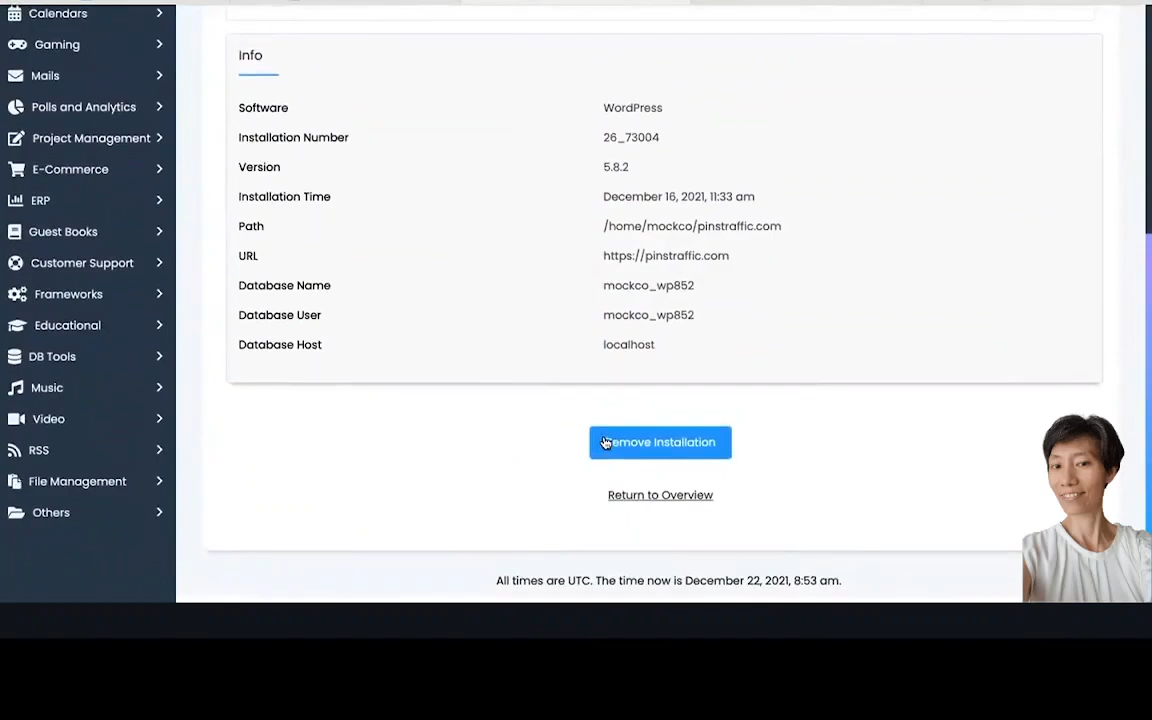 Calendars
Gaming
Mails
Polls and Analytics
Project Management
E-Commerce
ERP
Guest Books
Customer Support
Frameworks
Educational
DB Tools
Music
Video
RSS
File Management
Others
Info
Software WordPress
Installation Number 26_73004
Version 5.8.2
Installation Time December 16, 2021, 11:33 am
Path /home/mockco/pinstraffic.com
URL https://pinstraffic.com
Database Name mockco_wp852
Database User mockco_wp852
Database Host localhost
Remove Installation
Return to Overview
All times are UTC. The time now is December 22, 2021, 8:53 am.